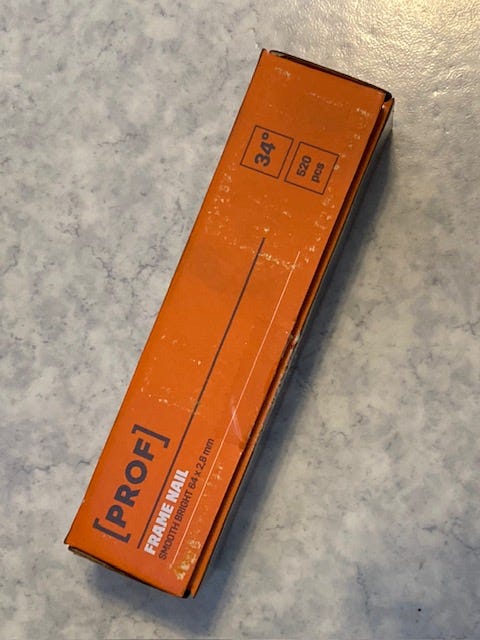 34°
520
pcs
[PROF]
FRAME NAIL
SMOOTH BRIGHT 64 x 2,8 mm